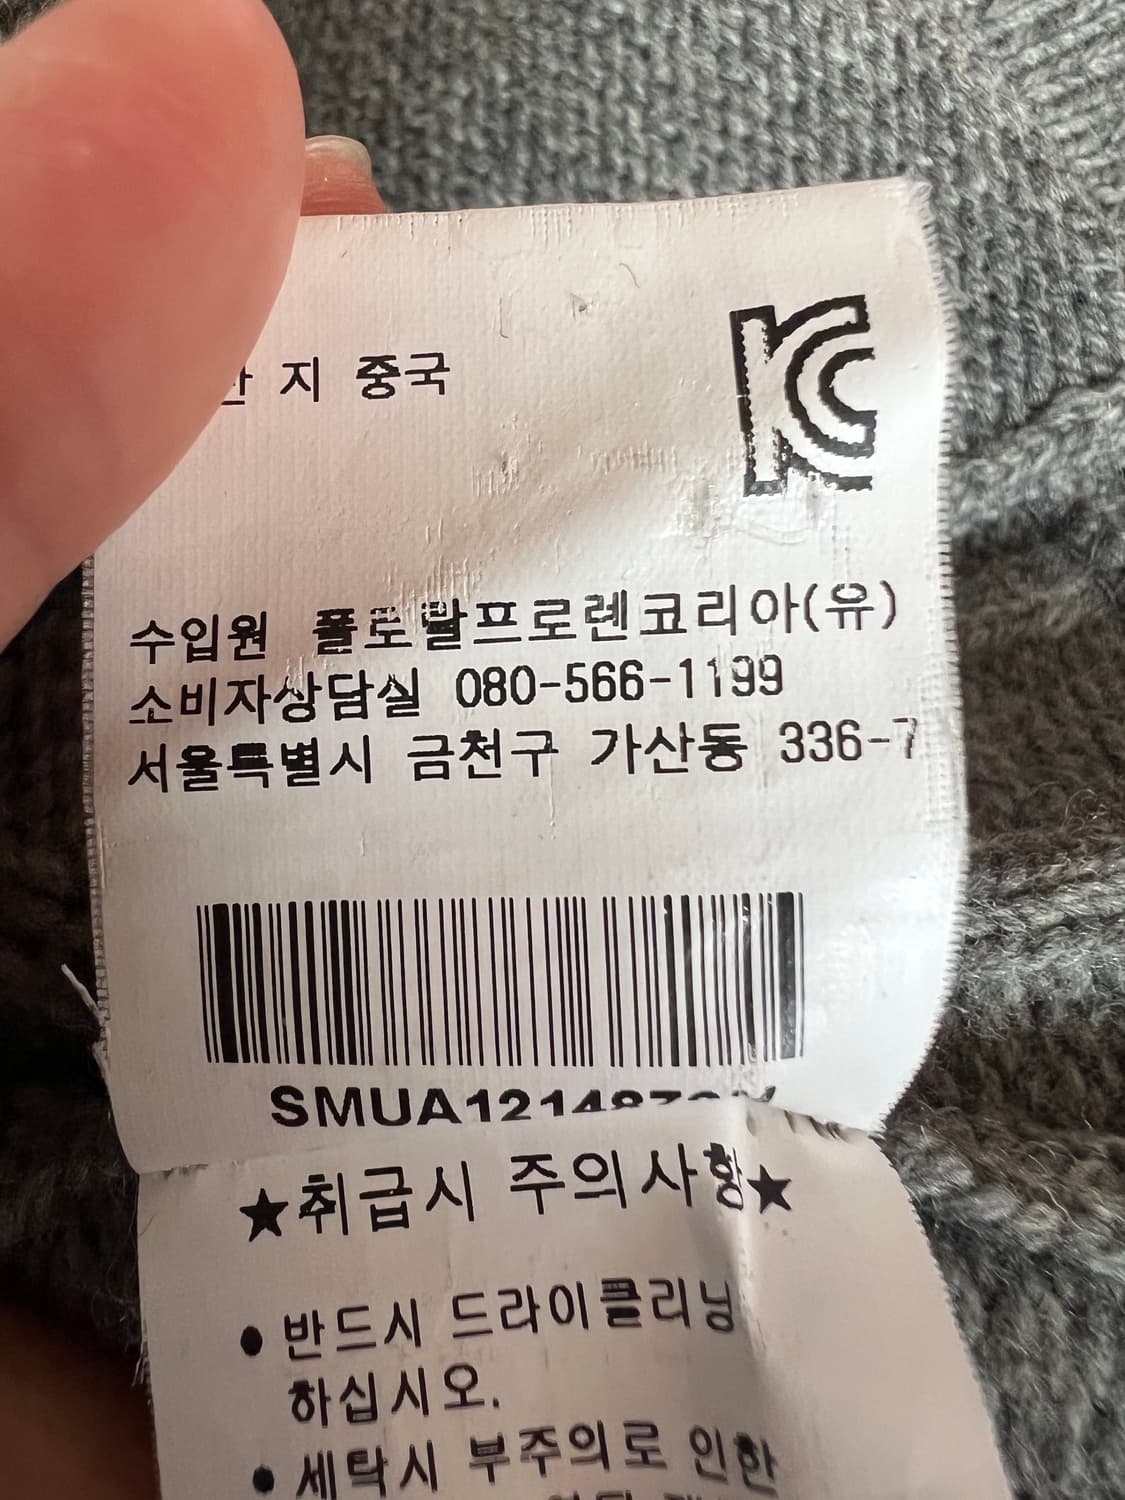 지 중국
KC
수입원 폴로랄프로렌코리아(유)
소비자상담실 080-566-1199
서울특별시 금천구 가산동 336-7
★취급시 주의사항★
● 반드시 드라이클리닝
하십시오.
● 세탁시 부주의로 인한